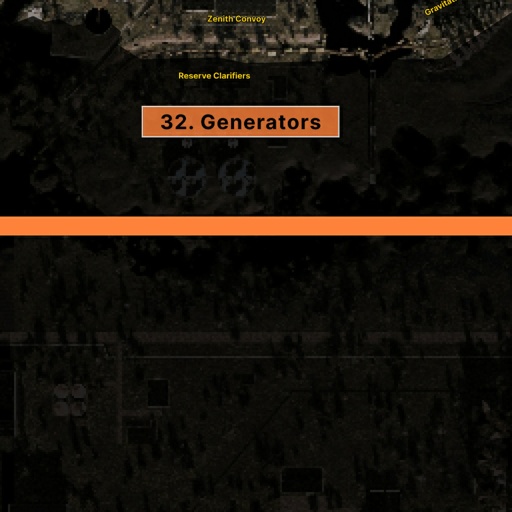 Zenith Convoy
Reserve Clarifiers
32. Generators